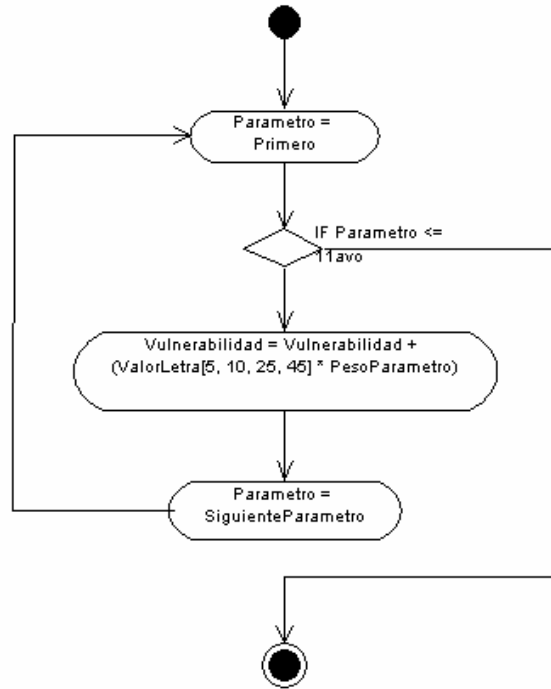 Parametro =
Primero
IF Parametro <=
11avo
Vulnerabilidad = Vulnerabilidad +
(ValorLetra[5, 10, 25, 45] * PesoParametro)
Parametro =
SiguienteParametro